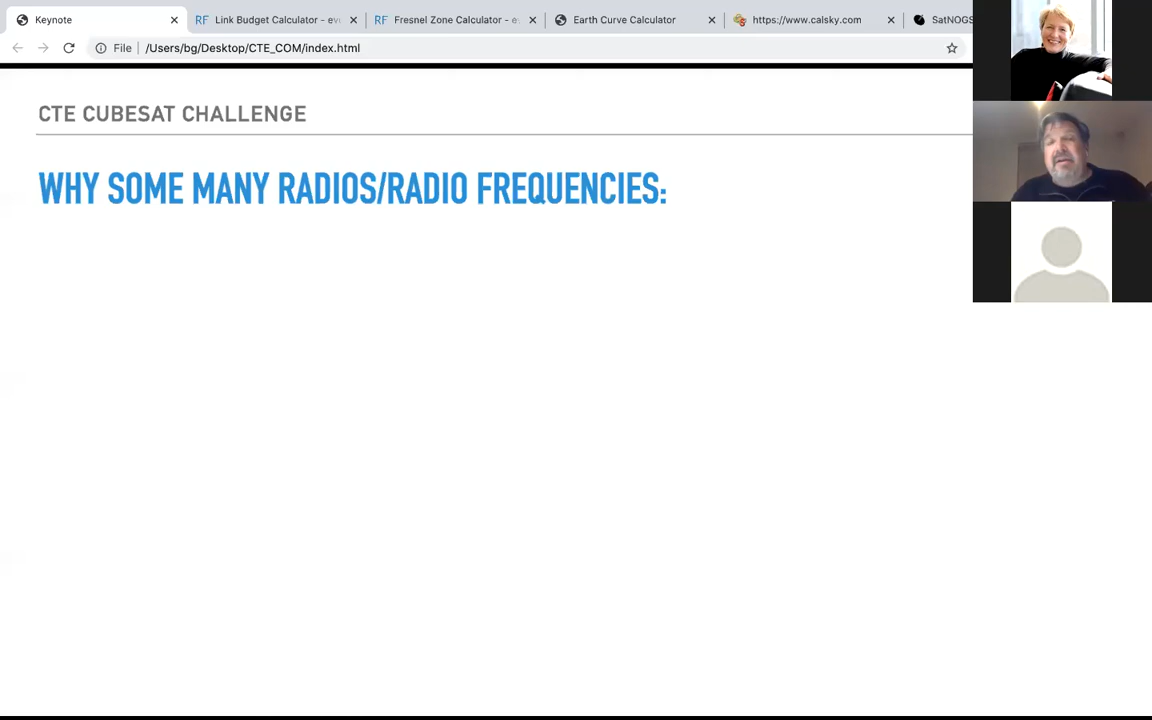 Keynote
Link Budget Calculator - eve
Fresnel Zone Calculator - e
Earth Curve Calculator
https://www.calsky.com
SatNOGS
File
/Users/bg/Desktop/CTE_COM/index.html
CTE CUBESAT CHALLENGE
WHY SOME MANY RADIOS/RADIO FREQUENCIES: